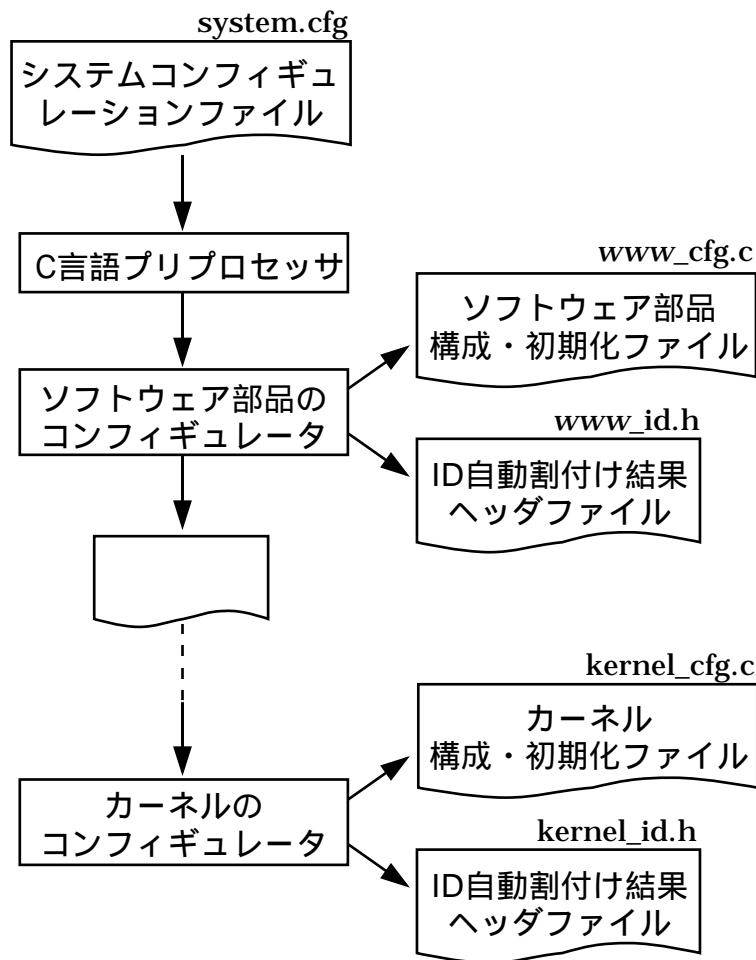 system.cfg
システムコンフィギュ
レーションファイル
C言語プリプロセッサ
www_cfg.c
ソフトウェア部品
構成・初期化ファイル
ソフトウェア部品の
コンフィギュレータ
www_id.h
ID自動割付け結果
ヘッダファイル
kernel_cfg.c
カーネル
構成・初期化ファイル
カーネルの
コンフィギュレータ
kernel_id.h
ID自動割付け結果
ヘッダファイル